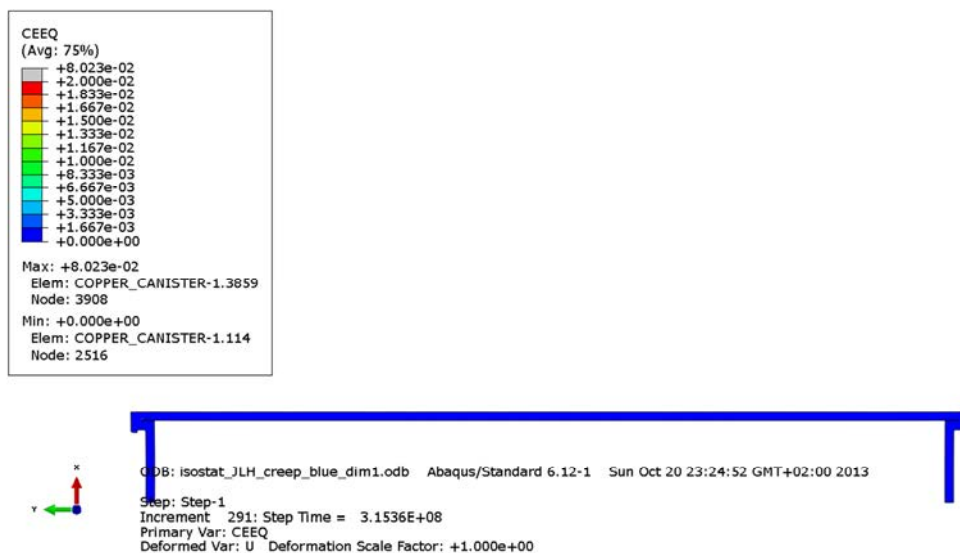 CEEQ
(Avg: 75%)
+8.023e-02
+2.000e-02
+1.833e-02
+1.667e-02
+1.500e-02
+1.333e-02
+1.167e-02
+1.000e-02
+8.333e-03
+6.667e-03
+5.000e-03
+3.333e-03
+1.667e-03
+0.000e+00
Max: +8.023e-02
Elem: COPPER_CANISTER-1.3859
Node: 3908
Min: +0.000e+00
Elem: COPPER_CANISTER-1.114
Node: 2516
X
Y
ODB: isostat_JLH_creep_blue_dim1.odb Abaqus/Standard 6.12-1 Sun Oct 20 23:24:52 GMT+02:00 2013
Step: Step-1
Increment 291: Step Time = 3.1536E+08
Primary Var: CEEQ
Deformed Var: U Deformation Scale Factor: +1.000e+00